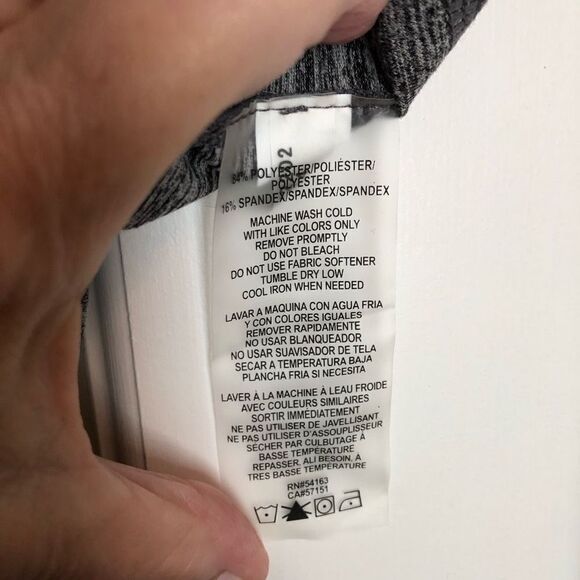 84% POLYESTER/POLIÉSTER/
POLYESTER
16% SPANDEX/SPANDEX/SPANDEX
MACHINE WASH COLD
WITH LIKE COLORS ONLY
REMOVE PROMPTLY
DO NOT BLEACH
DO NOT USE FABRIC SOFTENER
TUMBLE DRY LOW
COOL IRON WHEN NEEDED
LAVAR A MAQUINA CON AGUA FRIA
Y CON COLORES IGUALES
REMOVER RAPIDAMENTE
NO USAR BLANQUEADOR
NO USAR SUAVISADOR DE TELA
SECAR A TEMPERATURA BAJA
PLANCHA FRIA SI NECESITA
LAVER À LA MACHINE À LEAU FROIDE
AVEC COULEURS SIMILAIRES
SORTIR IMMÉDIATEMENT
NE PAS UTILISER DE JAVELLISANT
NE PAS UTILISER D'ASSOUPLISSEUR
SÉCHER PAR CULBUTAGE À
BASSE TEMPÉRATURE
REPASSER, ALI BESOIN, À
TRES BASSE TEMPÉRATURE
RN#54163
CA#57151